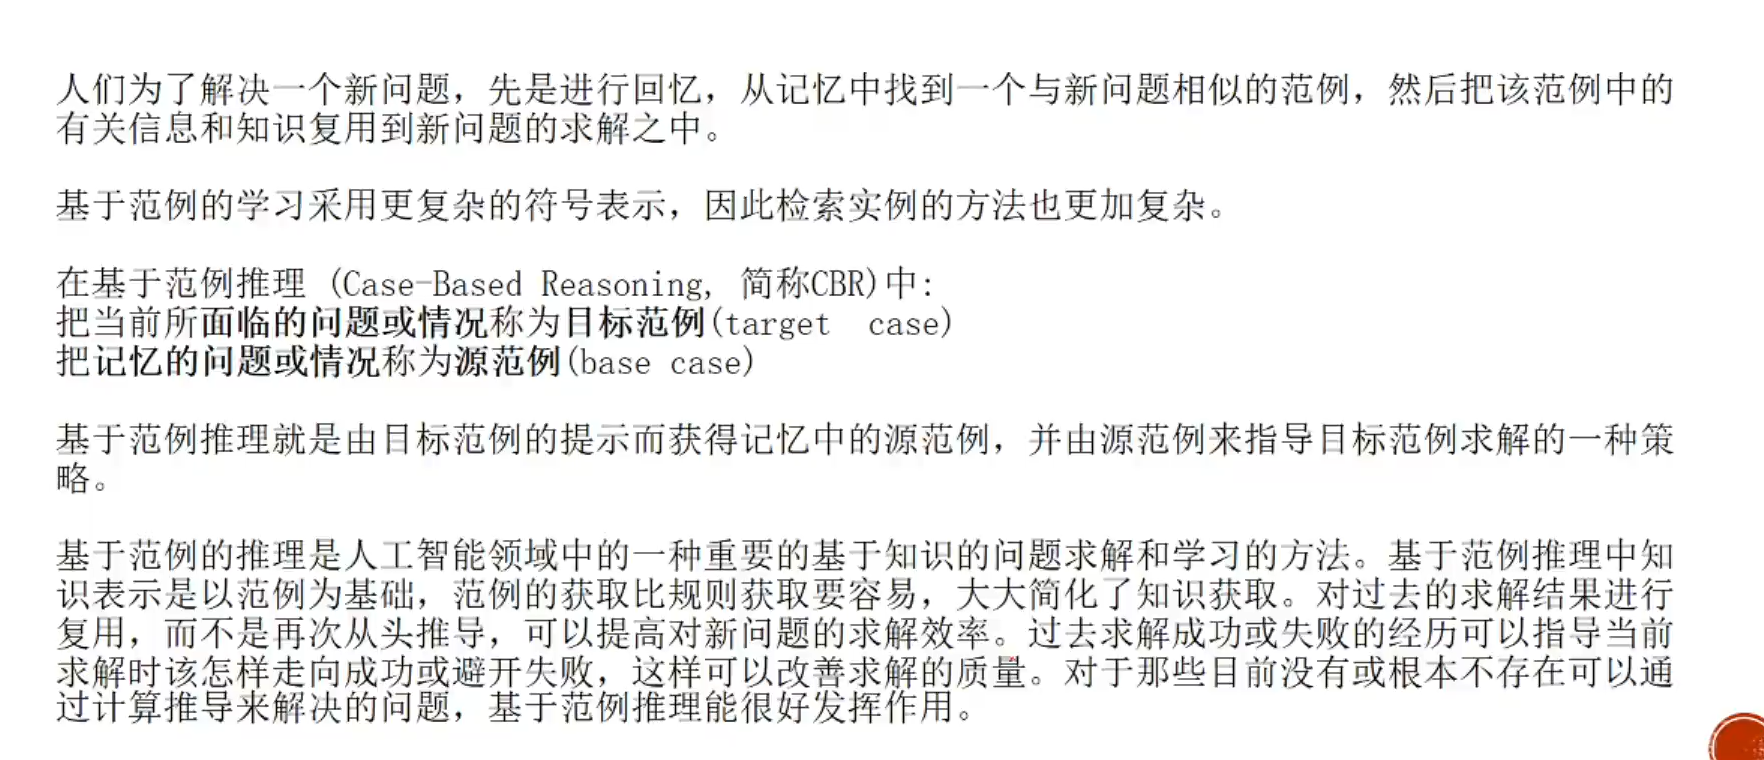 人们为了解决一个新问题，先是进行回忆，从记忆中找到一个与新问题相似的范例，然后把该范例中的
有关信息和知识复用到新问题的求解之中。
基于范例的学习采用更复杂的符号表示，因此检索实例的方法也更加复杂。
在基于范例推理 (Case-Based Reasoning, 简称CBR)中:
把当前所面临的问题或情况称为目标范例(target case)
把记忆的问题或情况称为源范例(base case)
基于范例推理就是由目标范例的提示而获得记忆中的源范例，并由源范例来指导目标范例求解的一种策
略。
基于范例的推理是人工智能领域中的一种重要的基于知识的问题求解和学习的方法。基于范例推理中知
识表示是以范例为基础，范例的获取比规则获取要容易，大大简化了知识获取。对过去的求解结果进行
复用，而不是再次从头推导，可以提高对新问题的求解效率。过去求解成功或失败的经历可以指导当前
求解时该怎样走向成功或避开失败，这样可以改善求解的质量。对于那些目前没有或根本不存在可以通
过计算推导来解决的问题，基于范例推理能很好发挥作用。